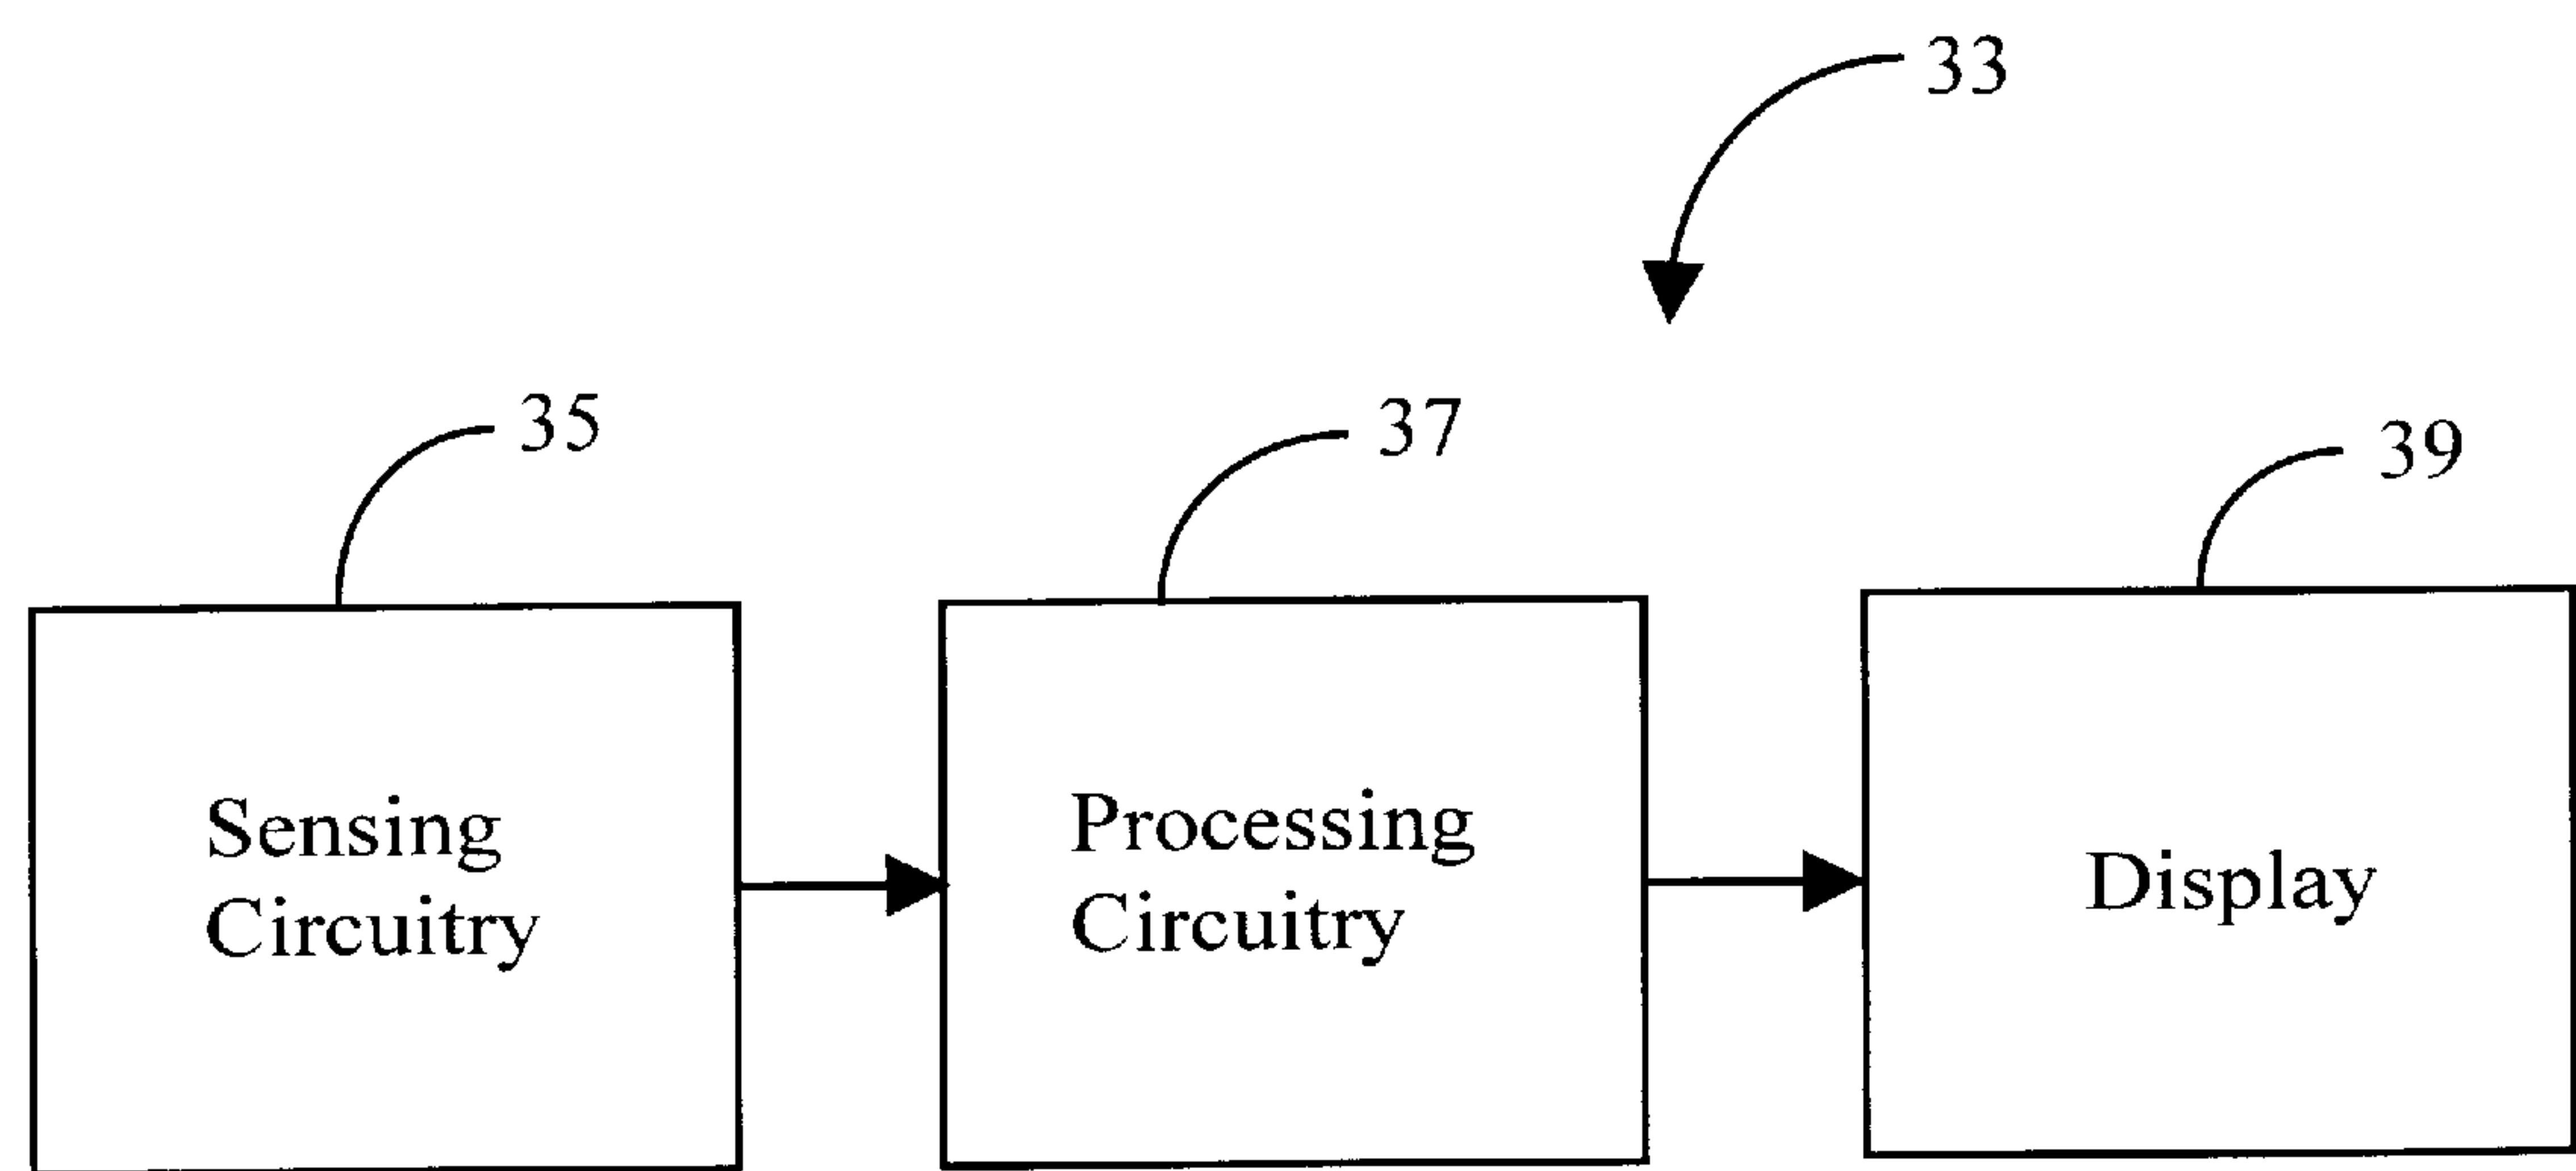 33
35
37
39
Sensing
Circuitry
Processing
Circuitry
Display